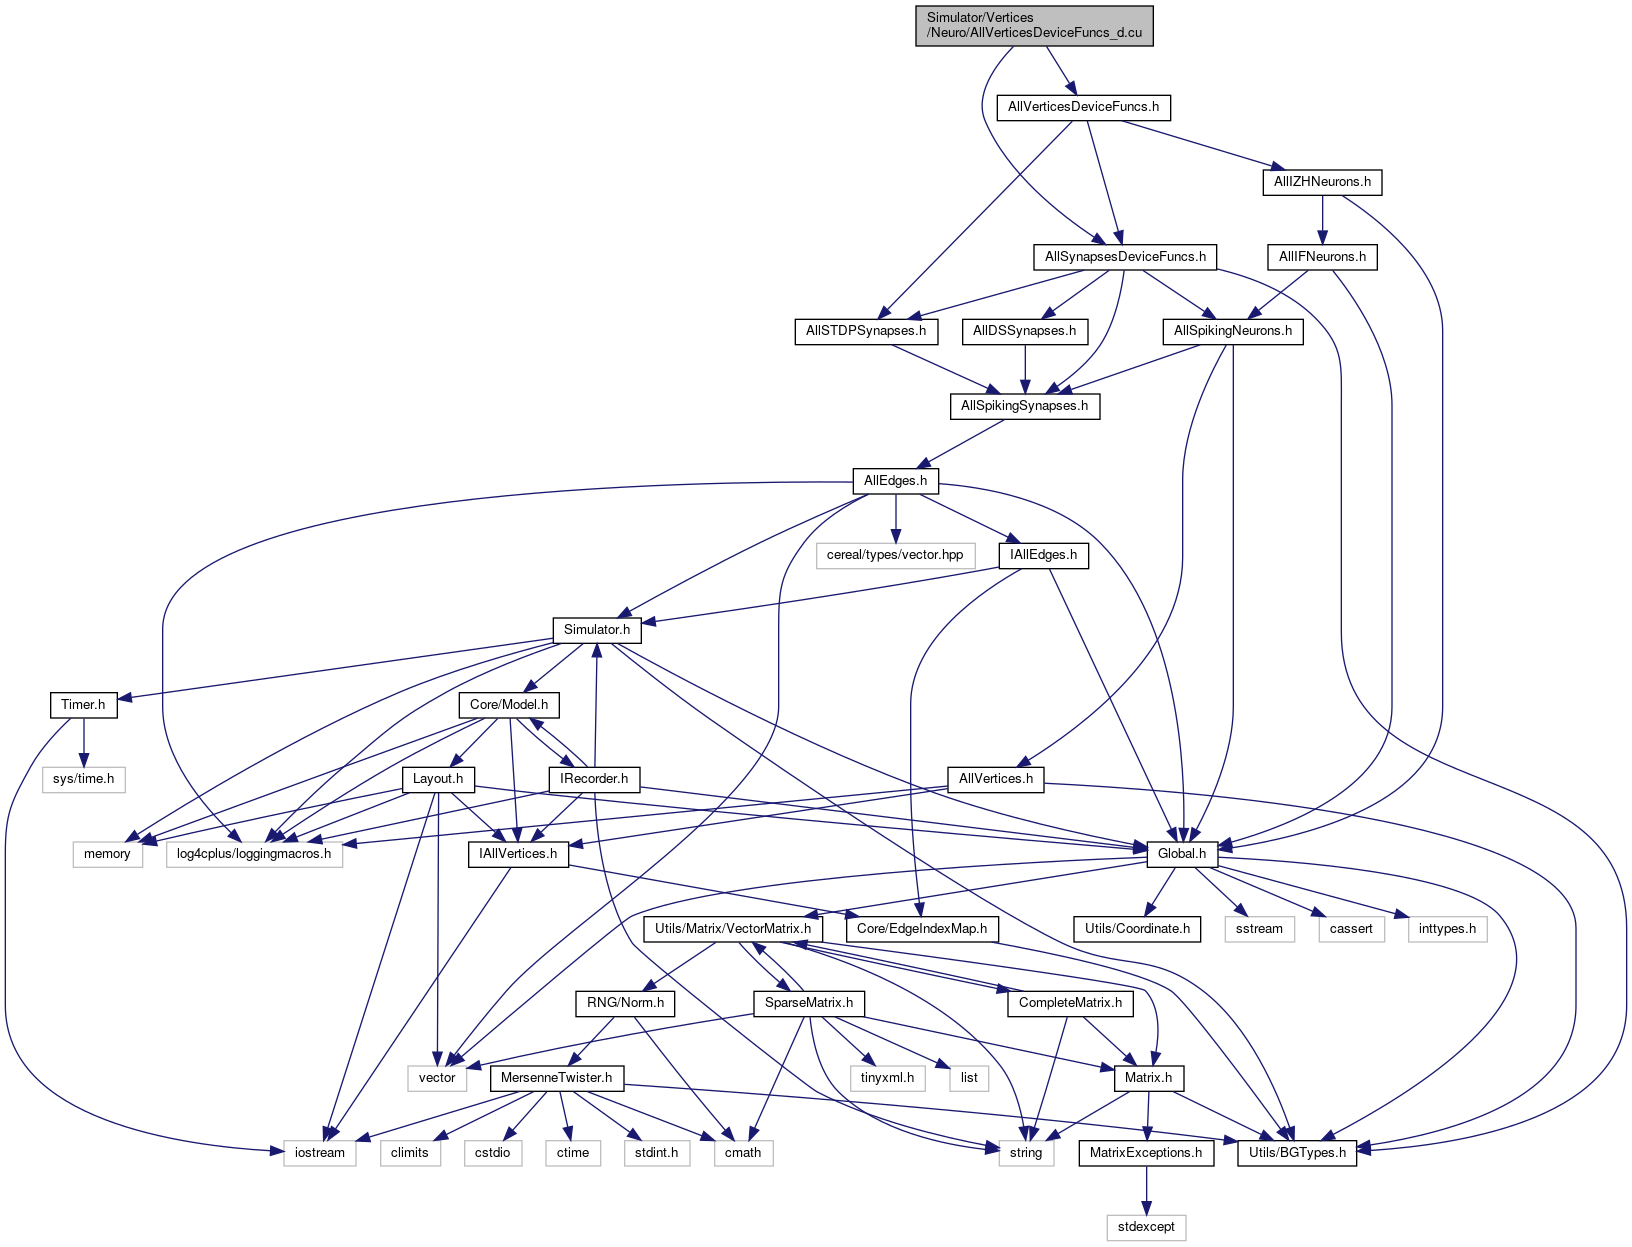 Simulator/Vertices
/Neuro/AllVerticesDeviceFuncs_d.cu
AllVerticesDeviceFuncs.h
AllIZHNeurons.h
AllSynapsesDeviceFuncs.h
AllIFNeurons.h
AllSTDPSynapses.h
AllDSSynapses.h
AllSpikingNeurons.h
AllSpikingSynapses.h
AllEdges.h
cereal/types/vector.hpp
IAllEdges.h
Simulator.h
Timer.h
Core/Model.h
sys/time.h
Layout.h
IRecorder.h
AllVertices.h
memory
log4cplus/loggingmacros.h
IAllVertices.h
Global.h
Utils/Matrix/VectorMatrix.h
Core/EdgeIndexMap.h
Utils/Coordinate.h
sstream
cassert
inttypes.h
RNG/Norm.h
SparseMatrix.h
CompleteMatrix.h
vector
MersenneTwister.h
tinyxml.h
list
Matrix.h
iostream
climits
cstdio
ctime
stdint.h
cmath
string
MatrixExceptions.h
Utils/BGTypes.h
stdexcept